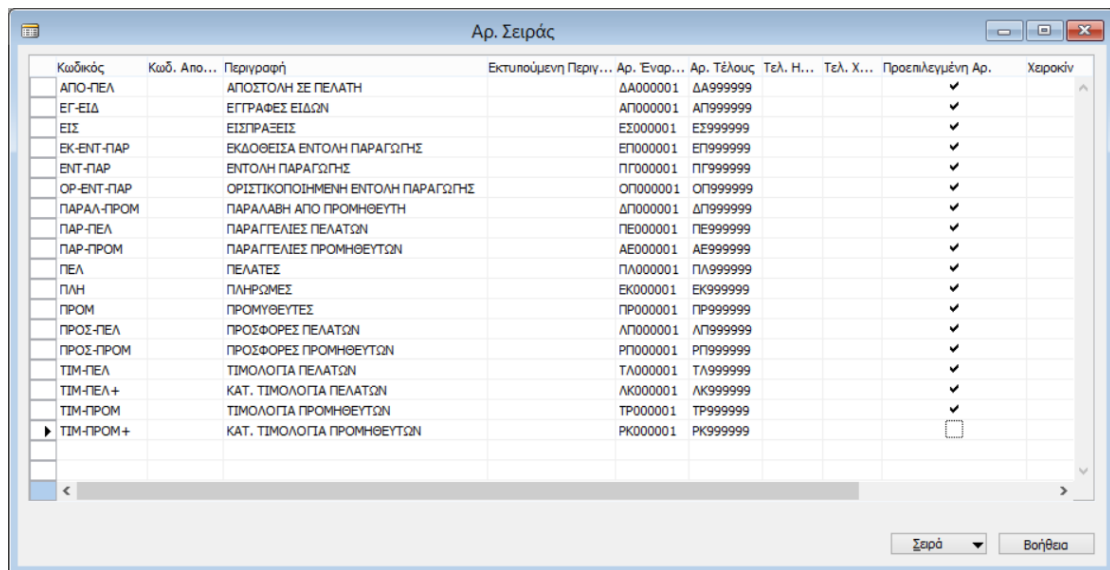 Αρ. Σειράς
Κωδικός Κωδ. Απο... Περιγραφή Εκτυπούμενη Περιγ... Αρ. Έναρ... Αρ. Τέλους Τελ. Η... Τελ. Χ... Προεπιλεγμένη Αρ. Χειροκίν
ΑΠΟ-ΠΕΛ ΑΠΟΣΤΟΛΗ ΣΕ ΠΕΛΑΤΗ ΔΑ000001 ΔΑ999999
ΕΓ-ΕΙΔ ΕΓΓΡΑΦΕΣ ΕΙΔΩΝ ΑΠ000001 ΑΠ999999
ΕΙΣ ΕΙΣΠΡΑΞΕΙΣ ΕΣ000001 ΕΣ999999
ΕΚ-ΕΝΤ-ΠΑΡ ΕΚΔΟΘΕΙΣΑ ΕΝΤΟΛΗ ΠΑΡΑΓΩΓΗΣ ΕΠ000001 ΕΠ999999
ΕΝΤ-ΠΑΡ ΕΝΤΟΛΗ ΠΑΡΑΓΩΓΗΣ ΠΓ000001 ΠΓ999999
ΟΡ-ΕΝΤ-ΠΑΡ ΟΡΙΣΤΙΚΟΠΟΙΗΜΕΝΗ ΕΝΤΟΛΗ ΠΑΡΑΓΩΓΗΣ ΟΠ000001 ΟΠ999999
ΠΑΡΑΛ-ΠΡΟΜ ΠΑΡΑΛΑΒΗ ΑΠΟ ΠΡΟΜΗΘΕΥΤΗ ΔΠ000001 ΔΠ999999
ΠΑΡ-ΠΕΛ ΠΑΡΑΓΓΕΛΙΕΣ ΠΕΛΑΤΩΝ ΠΕ000001 ΠΕ999999
ΠΑΡ-ΠΡΟΜ ΠΑΡΑΓΓΕΛΙΕΣ ΠΡΟΜΗΘΕΥΤΩΝ ΑΕ000001 ΑΕ999999
ΠΕΛ ΠΕΛΑΤΕΣ ΠΛ000001 ΠΛ999999
ΠΛΗ ΠΛΗΡΩΜΕΣ ΕΚ000001 ΕΚ999999
ΠΡΟΜ ΠΡΟΜΥΘΕΥΤΕΣ ΠΡ000001 ΠΡ999999
ΠΡΟΣ-ΠΕΛ ΠΡΟΣΦΟΡΕΣ ΠΕΛΑΤΩΝ ΛΠ000001 ΛΠ999999
ΠΡΟΣ-ΠΡΟΜ ΠΡΟΣΦΟΡΕΣ ΠΡΟΜΗΘΕΥΤΩΝ ΡΠ000001 ΡΠ999999
ΤΙΜ-ΠΕΛ ΤΙΜΟΛΟΓΙΑ ΠΕΛΑΤΩΝ ΤΛ000001 ΤΛ999999
ΤΙΜ-ΠΕΛ+ ΚΑΤ. ΤΙΜΟΛΟΓΙΑ ΠΕΛΑΤΩΝ ΛΚ000001 ΛΚ999999
ΤΙΜ-ΠΡΟΜ ΤΙΜΟΛΟΓΙΑ ΠΡΟΜΗΘΕΥΤΩΝ ΤΡ000001 ΤΡ999999
ΤΙΜ-ΠΡΟΜ+ ΚΑΤ. ΤΙΜΟΛΟΓΙΑ ΠΡΟΜΗΘΕΥΤΩΝ ΡΚ000001 ΡΚ999999
Σειρά Βοήθεια